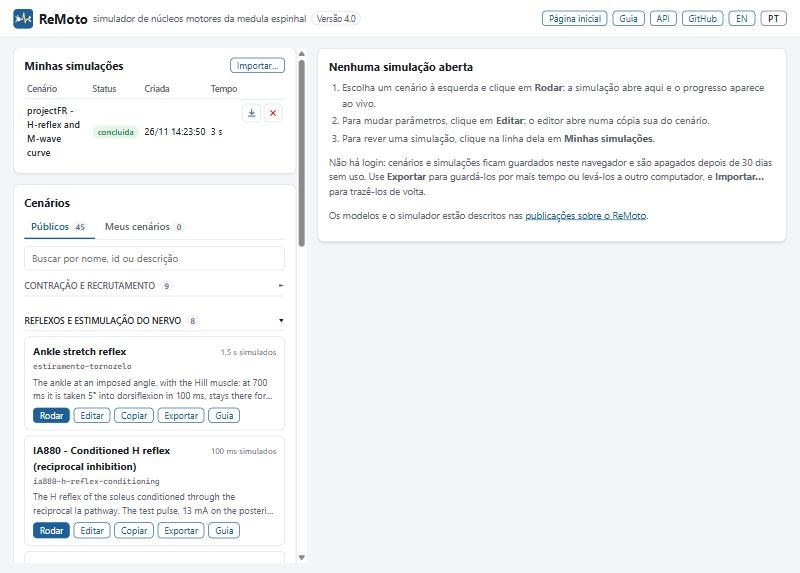 ReMoto simulador de núcleos motores da medula espinhal Versão 4.0
Página inicial Guia API GitHub EN PT
Minhas simulações Importar...
Cenário Status Criada Tempo
projectFR -
H-reflex and
M-wave
curve
concluída 26/11 14:23:50 3 s
Cenários
Públicos 45 Meus cenários 0
Buscar por nome, id ou descrição
CONTRAÇÃO E RECRUTAMENTO 9
REFLEXOS E ESTIMULAÇÃO DO NERVO 8
Ankle stretch reflex 1,5 s simulados
estiramento-tornozelo
The ankle at an imposed angle, with the Hill muscle: at 700
ms it is taken 5° into dorsiflexion in 100 ms, stays there for...
Rodar Editar Copiar Exportar Guia
IA880 - Conditioned H reflex 100 ms simulados
(reciprocal inhibition)
ia880-h-reflex-conditioning
The H reflex of the soleus conditioned through the
reciprocal Ia pathway. The test pulse, 13 mA on the posteri...
Rodar Editar Copiar Exportar Guia
Nenhuma simulação aberta
1. Escolha um cenário à esquerda e clique em Rodar: a simulação abre aqui e o progresso aparece
ao vivo.
2. Para mudar parâmetros, clique em Editar: o editor abre numa cópia sua do cenário.
3. Para rever uma simulação, clique na linha dela em Minhas simulações.
Não há login: cenários e simulações ficam guardados neste navegador e são apagados depois de 30 dias
sem uso. Use Exportar para guardá-los por mais tempo ou levá-los a outro computador, e Importar...
para trazê-los de volta.
Os modelos e o simulador estão descritos nas publicações sobre o ReMoto.